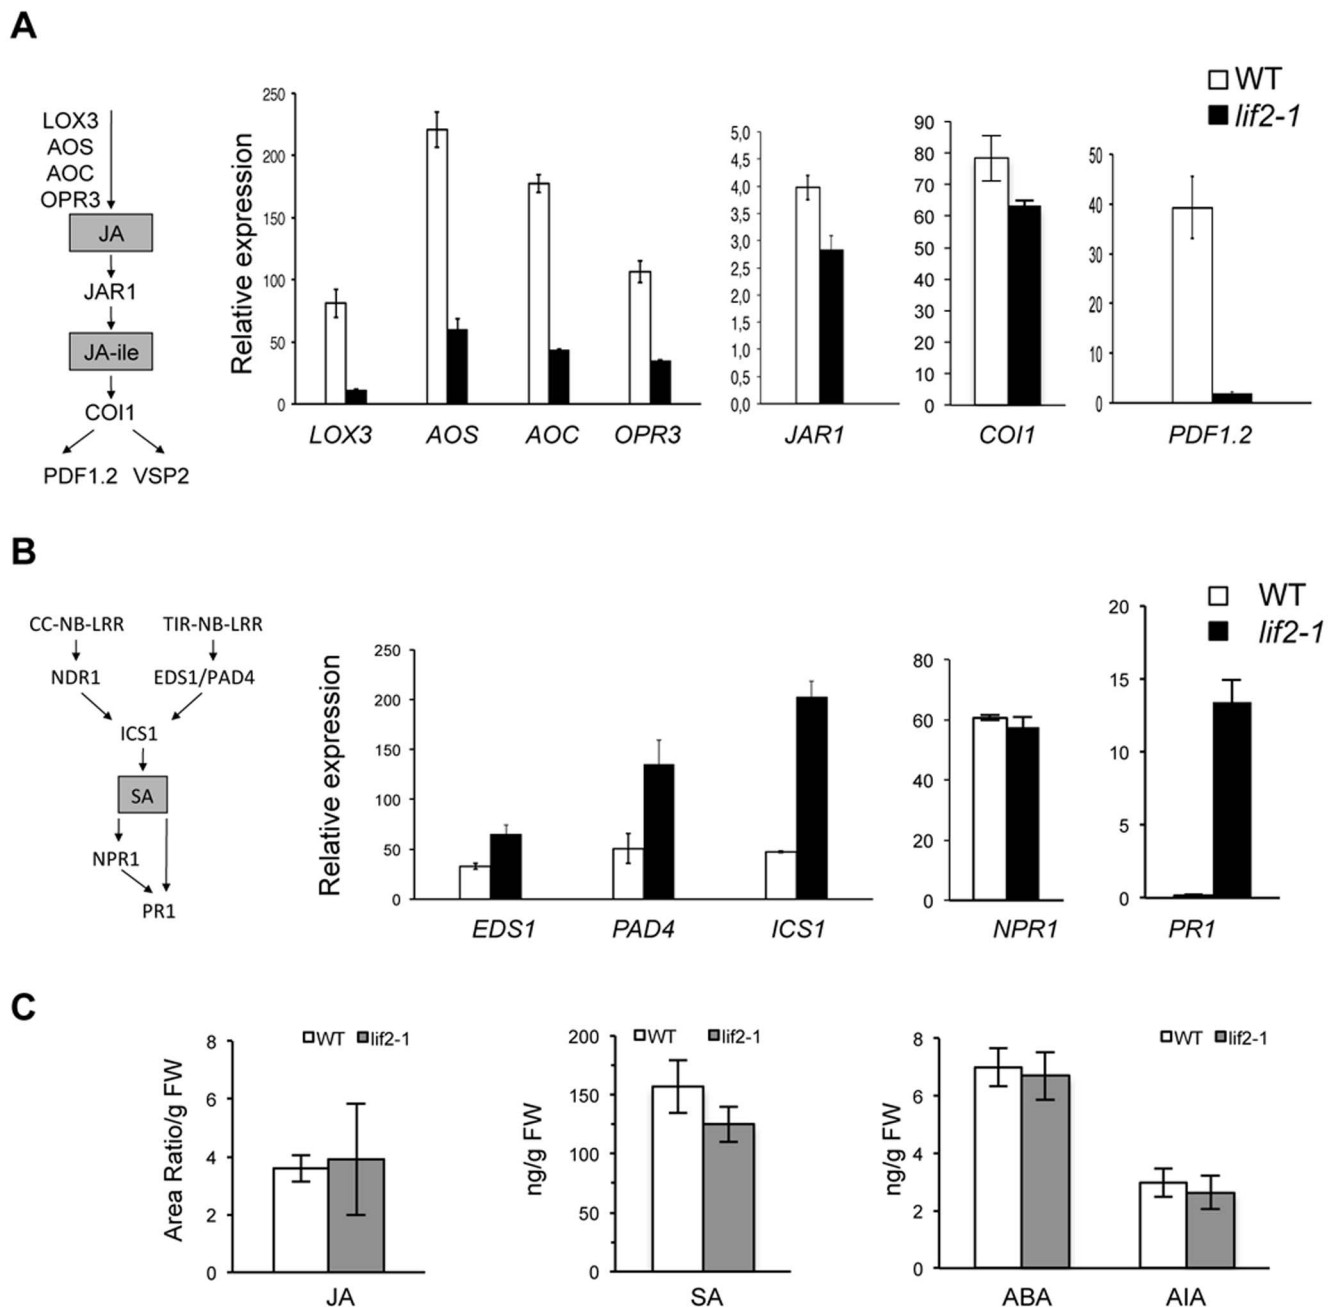 A
WT
lif2-1
LOX3
AOS
AOC
OPR3
JA
JAR1
JA-ile
COI1
PDF1.2 VSP2
Relative expression
250
200
150
100
50
0
LOX3 AOS AOC OPR3
5,0
4,5
4,0
3,5
3,0
2,5
2,0
1,5
1,0
0,5
0,0
JAR1
90
80
70
60
50
40
30
20
10
0
COI1
50
40
30
20
10
0
PDF1.2
B
WT
lif2-1
CC-NB-LRR TIR-NB-LRR
NDR1 EDS1/PAD4
ICS1
SA
NPR1
PR1
Relative expression
250
200
150
100
50
0
EDS1 PAD4 ICS1
80
60
40
20
0
NPR1
20
15
10
5
0
PR1
C
WT lif2-1
Area Ratio/g FW
8
6
4
2
0
JA
WT lif2-1
ng/g FW
200
150
100
50
0
SA
WT lif2-1
ng/g FW
8
6
4
2
0
ABA AIA